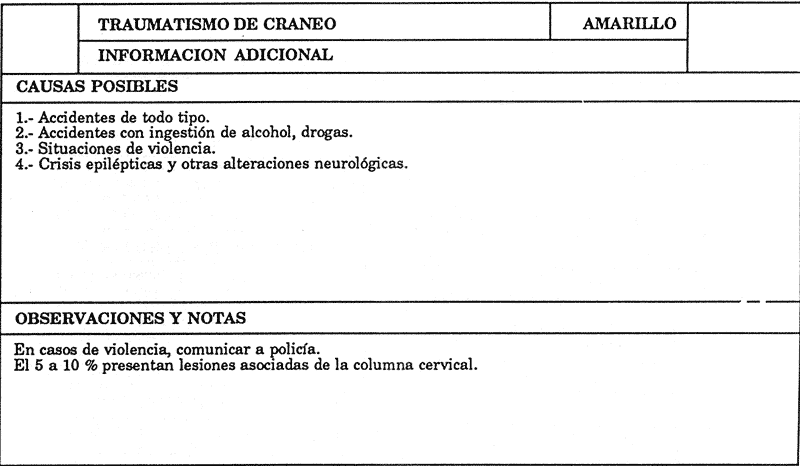 TRAUMATISMO DE CRANEO AMARILLO
INFORMACION ADICIONAL
CAUSAS POSIBLES
1.- Accidentes de todo tipo.
2.- Accidentes con ingestión de alcohol, drogas.
3.- Situaciones de violencia.
4.- Crisis epilépticas y otras alteraciones neurológicas.
OBSERVACIONES Y NOTAS
En casos de violencia, comunicar a policía.
El 5 a 10 % presentan lesiones asociadas de la columna cervical.